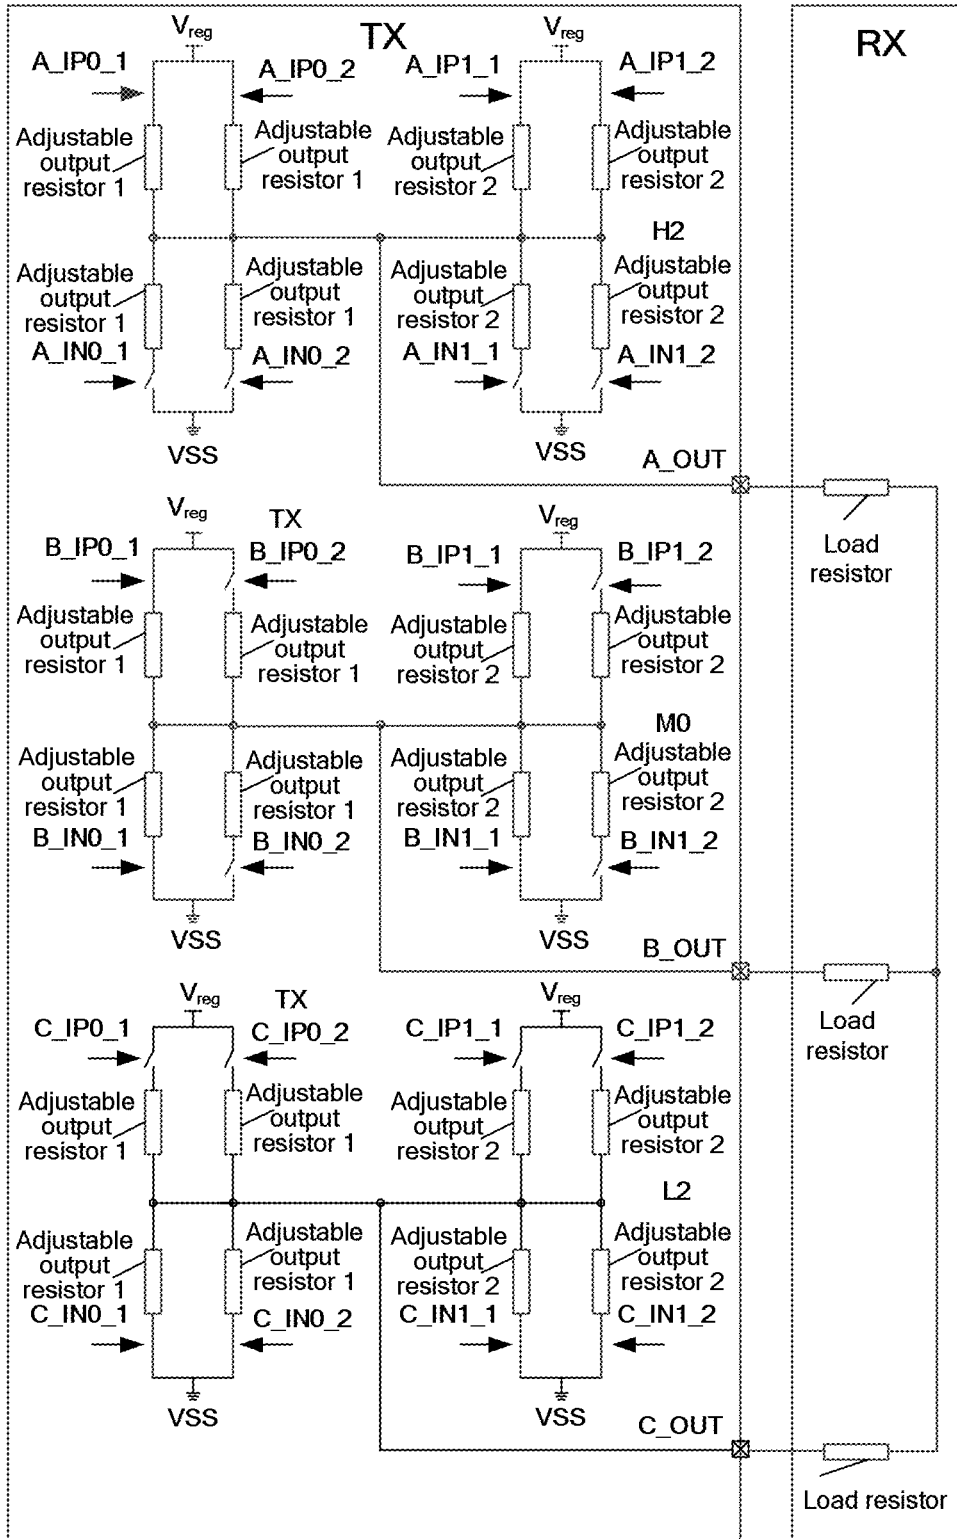 TX
RX
Vreg
Vreg
A_IP0_1
A_IP0_2
A_IP1_1
A_IP1_2
Adjustable
output
resistor 1
Adjustable
output
resistor 1
Adjustable
output
resistor 2
Adjustable
output
resistor 2
H2
Adjustable
output
resistor 1
Adjustable
output
resistor 1
Adjustable
output
resistor 2
Adjustable
output
resistor 2
A_IN0_1
A_IN0_2
A_IN1_1
A_IN1_2
VSS
VSS
A_OUT
Load
resistor
Vreg
TX
Vreg
B_IP0_1
B_IP0_2
B_IP1_1
B_IP1_2
Adjustable
output
resistor 1
Adjustable
output
resistor 1
Adjustable
output
resistor 2
Adjustable
output
resistor 2
M0
Adjustable
output
resistor 1
Adjustable
output
resistor 1
Adjustable
output
resistor 2
Adjustable
output
resistor 2
B_IN0_1
B_IN0_2
B_IN1_1
B_IN1_2
VSS
VSS
B_OUT
Load
resistor
Vreg
TX
Vreg
C_IP0_1
C_IP0_2
C_IP1_1
C_IP1_2
Adjustable
output
resistor 1
Adjustable
output
resistor 1
Adjustable
output
resistor 2
Adjustable
output
resistor 2
L2
Adjustable
output
resistor 1
Adjustable
output
resistor 1
Adjustable
output
resistor 2
Adjustable
output
resistor 2
C_IN0_1
C_IN0_2
C_IN1_1
C_IN1_2
VSS
VSS
C_OUT
Load resistor